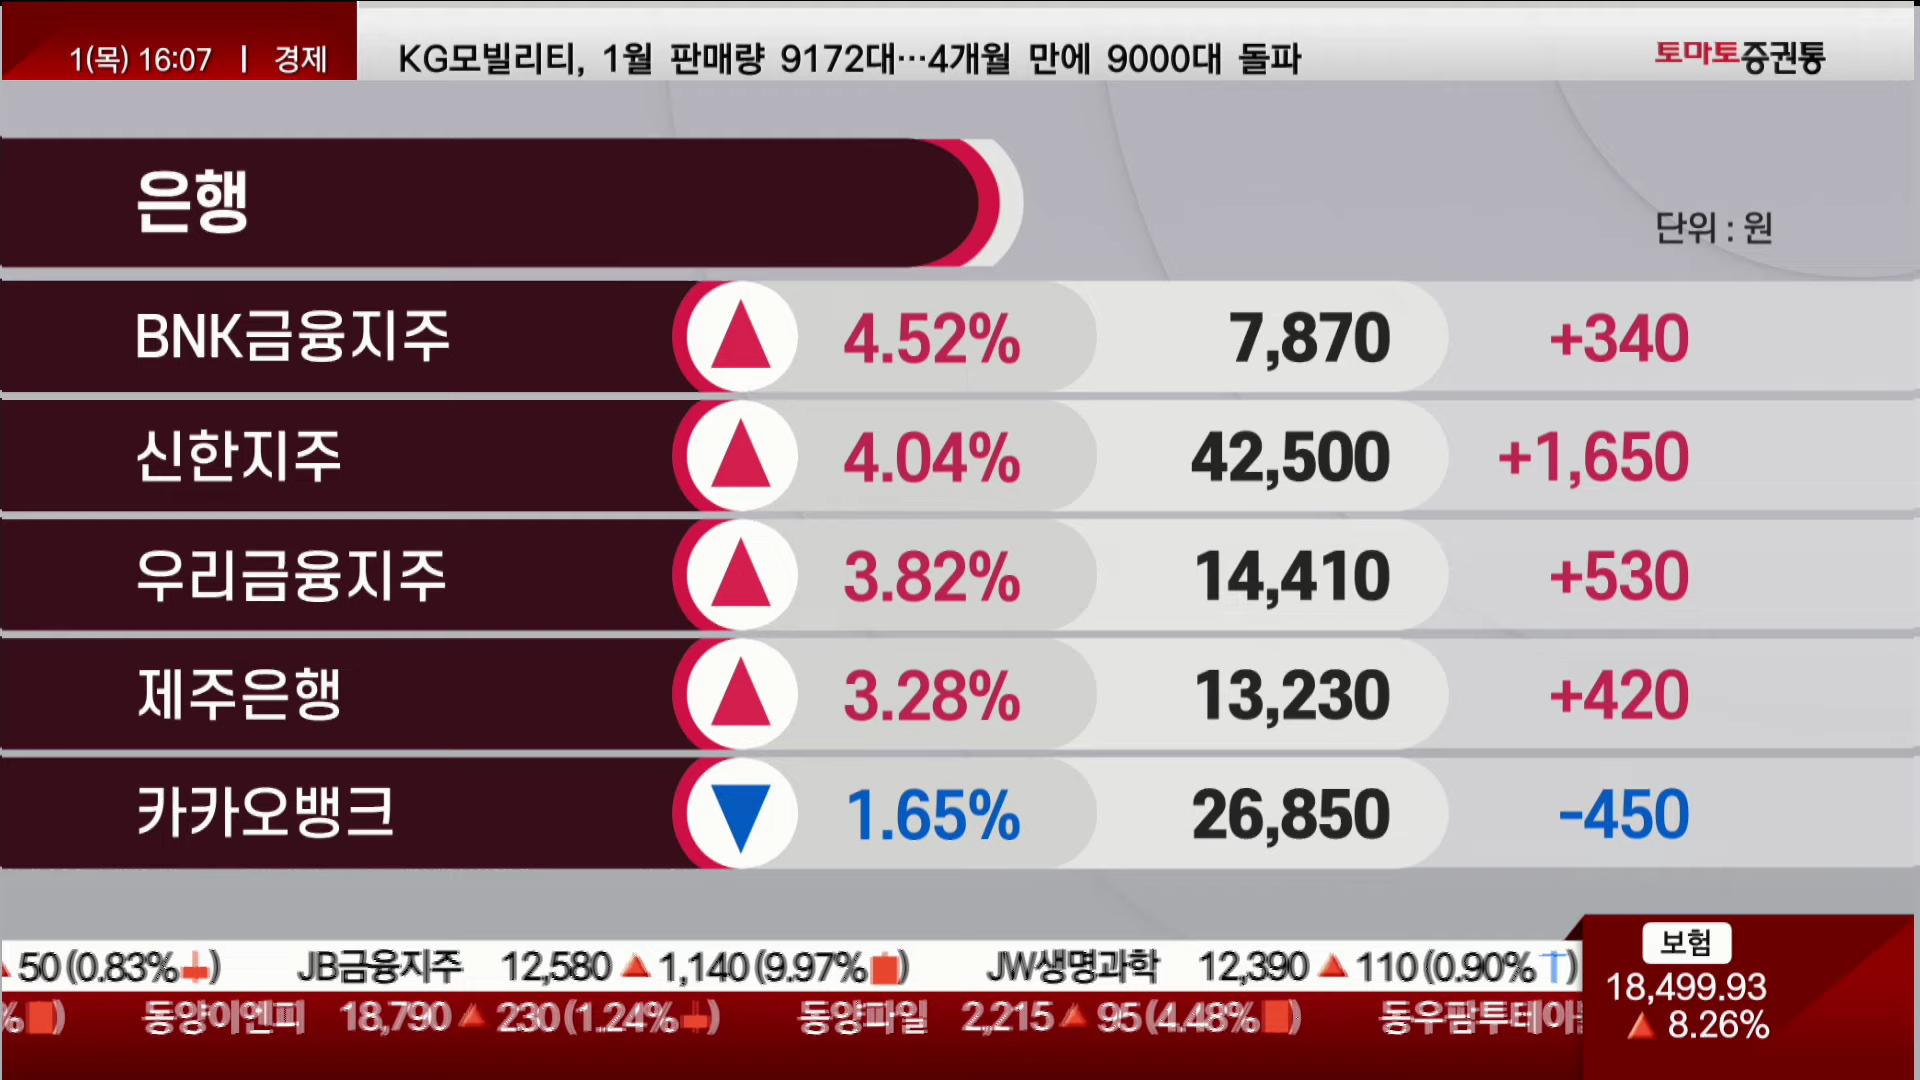 1(목) 16:07 | 경제
KG모빌리티, 1월 판매량 9172대…4개월 만에 9000대 돌파
토마토증권통
은행
단위 : 원
BNK금융지주 ▲ 4.52% 7,870 +340
신한지주 ▲ 4.04% 42,500 +1,650
우리금융지주 ▲ 3.82% 14,410 +530
제주은행 ▲ 3.28% 13,230 +420
카카오뱅크 ▼ 1.65% 26,850 -450
50(0.83%) JB금융지주 12,580 ▲ 1,140(9.97%) JW생명과학 12,390 ▲ 110(0.90%)
%) 동양이엔피 18,790 ▲ 230(1.24%) 동양파일 2,215 ▲ 95(4.48%) 동우팜투테이
보험
18,499.93
▲ 8.26%